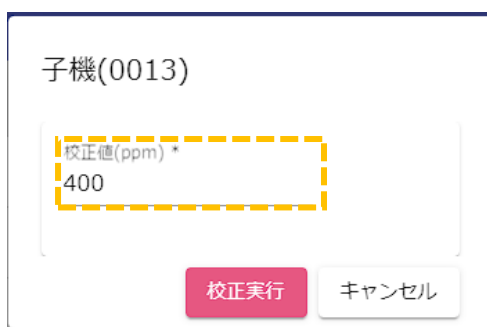 子機(0013)
校正値(ppm) *
400
校正実行
キャンセル